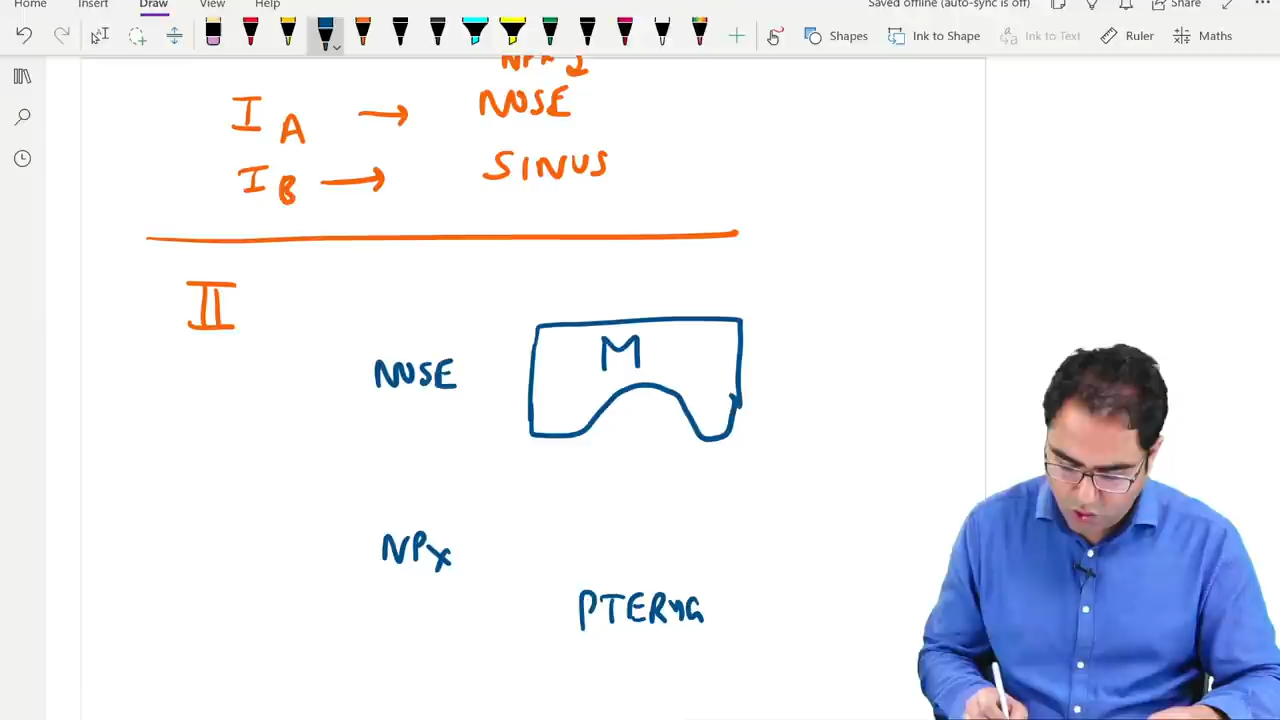 Home Insert Draw View Help Saved offline (auto-sync is off) Share
Shapes Ink to Shape Ink to Text Ruler Maths
I A → NOSE
I B → SINUS
II
M
NOSE
NPx
PTERYG